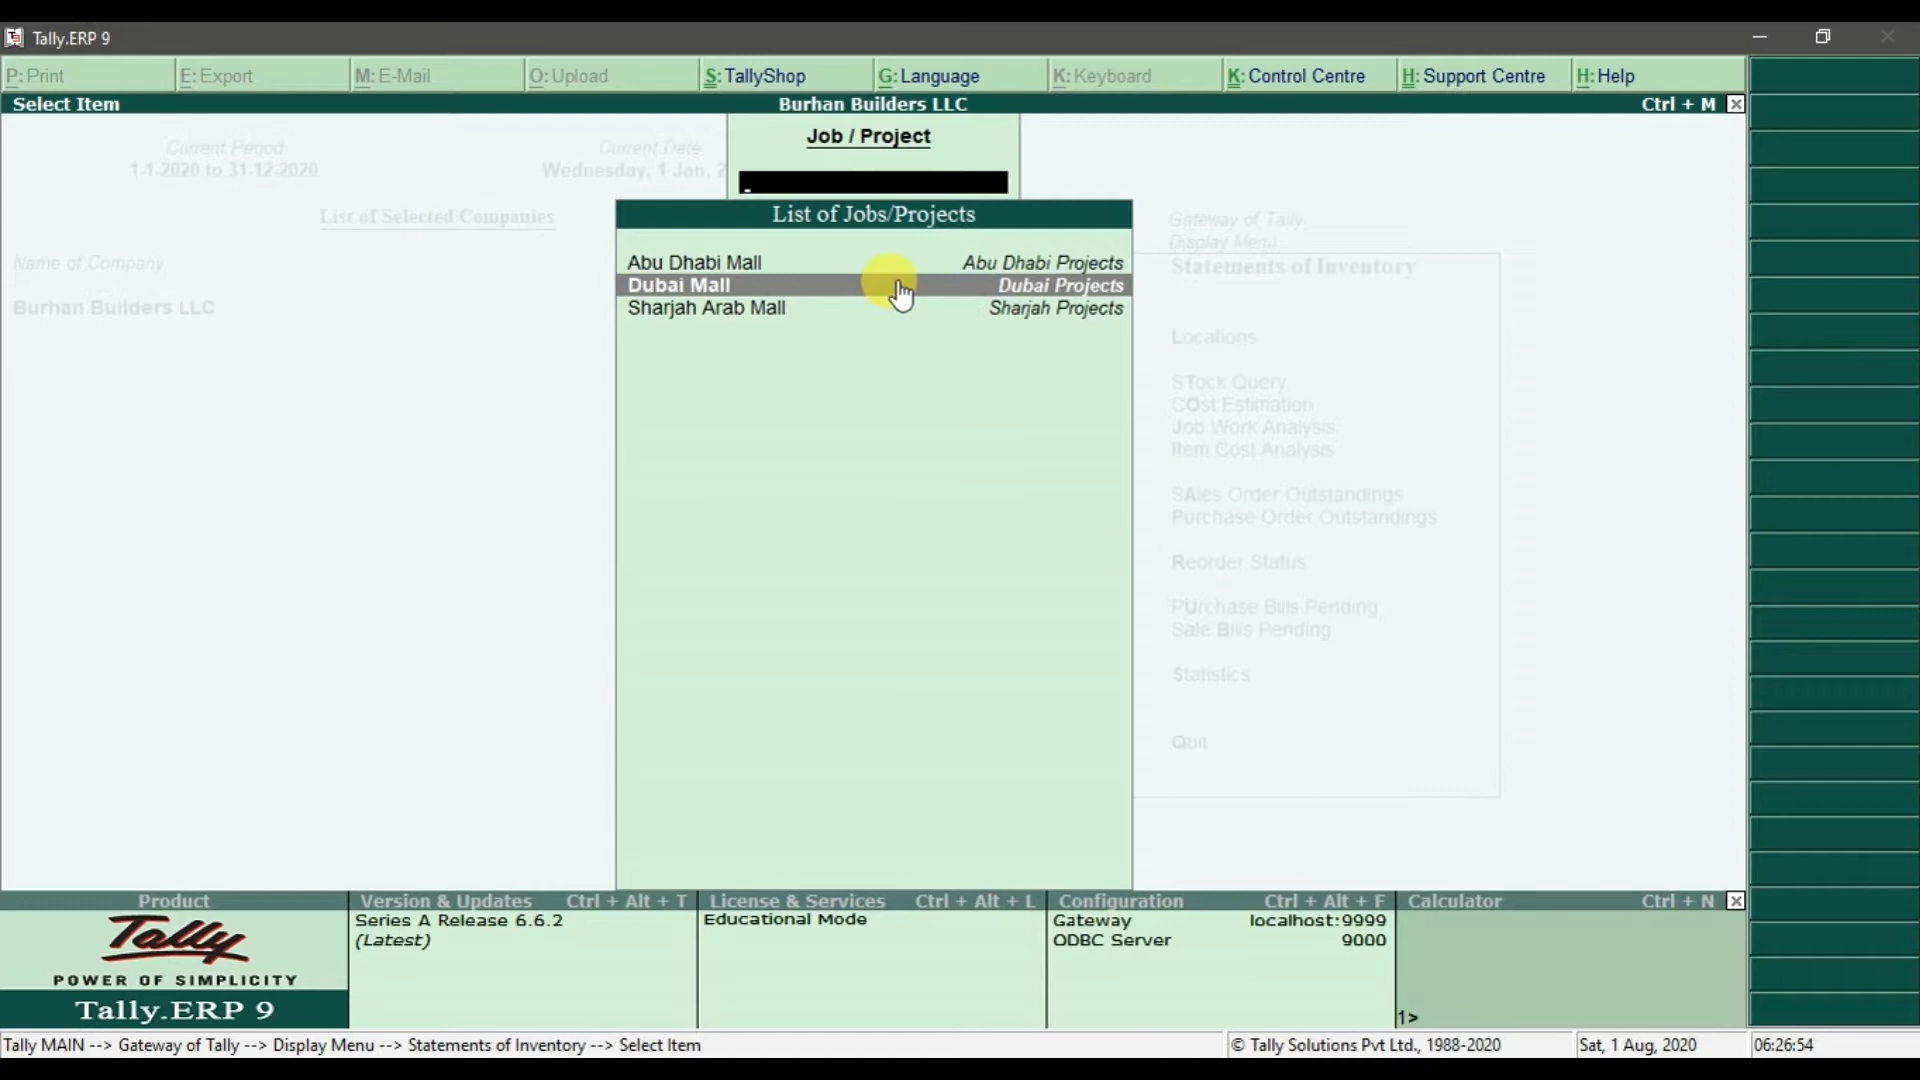 Tally.ERP 9
P: Print E: Export M: E-Mail O: Upload S: TallyShop G: Language K: Keyboard K: Control Centre H: Support Centre H: Help
Select Item Burhan Builders LLC Ctrl + M
Job / Project
Current Period Current Date
1-1-2020 to 31-12-2020 Wednesday, 1 Jan, 2
List of Selected Companies
List of Jobs/Projects
Gateway of Tally
Display Menu
Name of Company
Abu Dhabi Mall Abu Dhabi Projects
Statements of Inventory
Dubai Mall Dubai Projects
Burhan Builders LLC
Sharjah Arab Mall Sharjah Projects
Locations
STock Query
COst Estimation
Job Work Analysis
Item Cost Analysis
SAles Order Outstandings
Purchase Order Outstandings
Reorder Status
PUrchase Bills Pending
Sale Bills Pending
Statistics
Quit
Product Version & Updates Ctrl + Alt + T License & Services Ctrl + Alt + L Configuration Ctrl + Alt + F Calculator Ctrl + N
Tally
POWER OF SIMPLICITY
Tally.ERP 9
Series A Release 6.6.2
(Latest)
Educational Mode
Gateway localhost:9999
ODBC Server 9000
1>
Tally MAIN --> Gateway of Tally --> Display Menu --> Statements of Inventory --> Select Item © Tally Solutions Pvt Ltd., 1988-2020 Sat, 1 Aug, 2020 06:26:54